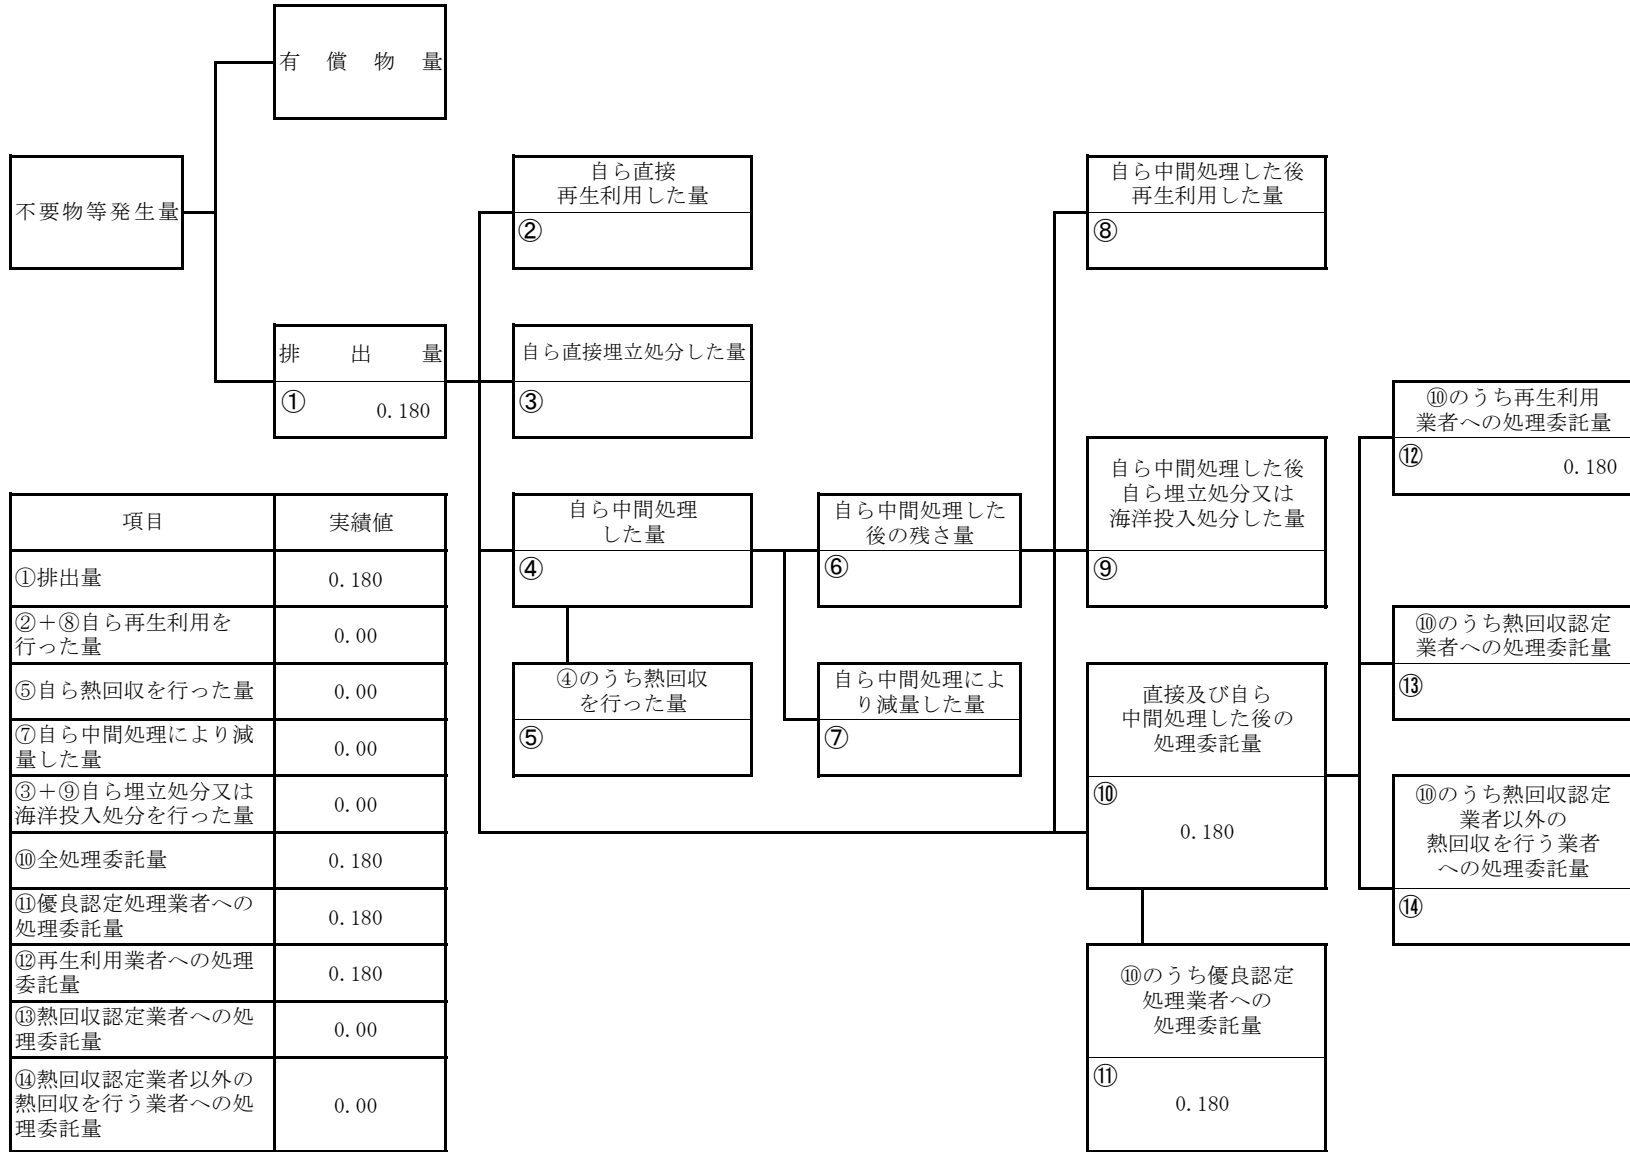 有償物量
不要物等発生量
自ら直接
再生利用した量
②
自ら中間処理した後
再生利用した量
⑧
排出量
① 0.180
自ら直接埋立処分した量
③
⑩のうち再生利用
業者への処理委託量
⑫ 0.180
自ら中間処理
した量
④
自ら中間処理した
後の残さ量
⑥
自ら中間処理した後
自ら埋立処分又は
海洋投入処分した量
⑨
④のうち熱回収
を行った量
⑤
自ら中間処理によ
り減量した量
⑦
直接及び自ら
中間処理した後の
処理委託量
⑩
0.180
⑩のうち熱回収認定
業者への処理委託量
⑬
⑩のうち熱回収認定
業者以外の
熱回収を行う業者
への処理委託量
⑭
⑩のうち優良認定
処理業者への
処理委託量
⑪
0.180
項目 実績値
①排出量 0.180
②+⑧自ら再生利用を
行った量 0.00
⑤自ら熱回収を行った量 0.00
⑦自ら中間処理により減
量した量 0.00
③+⑨自ら埋立処分又は
海洋投入処分を行った量 0.00
⑩全処理委託量 0.180
⑪優良認定処理業者への
処理委託量 0.180
⑫再生利用業者への処理
委託量 0.180
⑬熱回収認定業者への処
理委託量 0.00
⑭熱回収認定業者以外の
熱回収を行う業者への処
理委託量 0.00